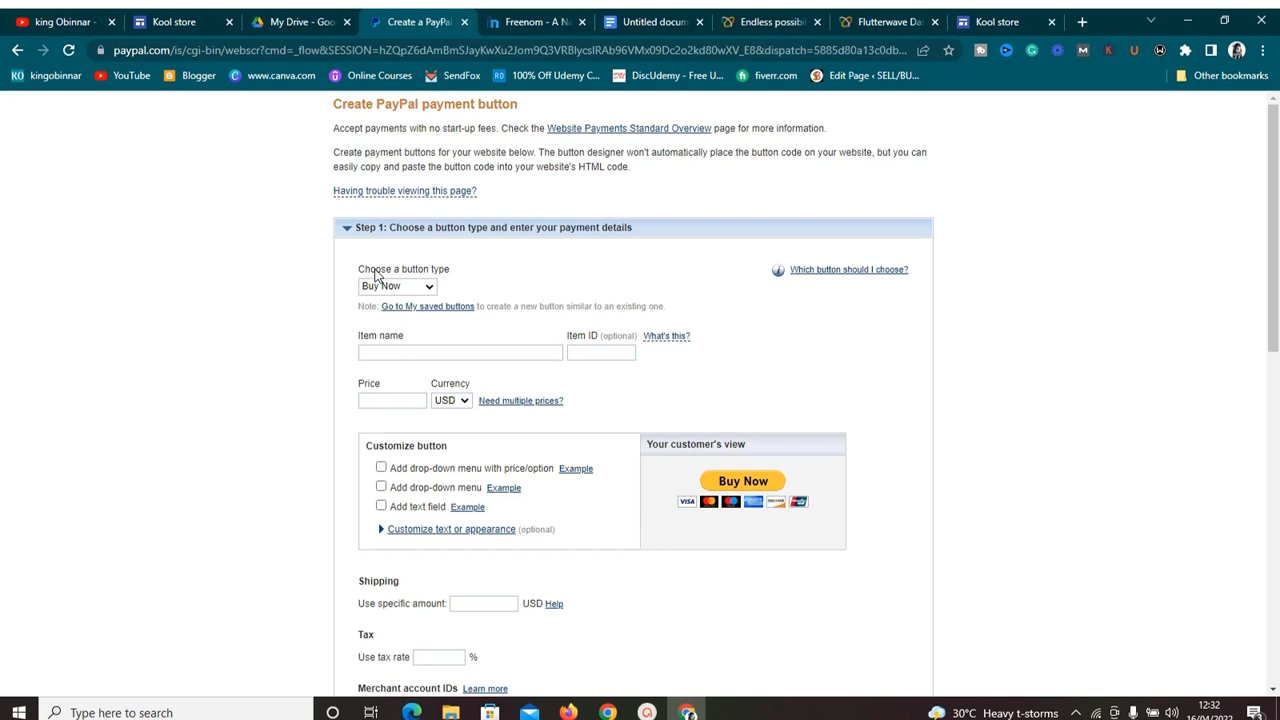 king Obinnar -
Kool store
My Drive - Goo
Create a PayPal
Freenom - A Na
Untitled docum
Endless possibi
Flutterwave Da
Kool store
paypal.com/is/cgi-bin/webscr?cmd=_flow&SESSION=hZQpZ6dAmBmSJayKwXu2Jom9Q3VRBlycslRAb96VMx09Dc2o2kd80wXV_E8&dispatch=5885d80a13c0db...
kingobinnar
YouTube
Blogger
www.canva.com
Online Courses
SendFox
100% Off Udemy C...
DiscUdemy - Free U...
fiverr.com
Edit Page ‹ SELL/BU...
Other bookmarks
Create PayPal payment button
Accept payments with no start-up fees. Check the Website Payments Standard Overview page for more information.
Create payment buttons for your website below. The button designer won't automatically place the button code on your website, but you can
easily copy and paste the button code into your website's HTML code.
Having trouble viewing this page?
Step 1: Choose a button type and enter your payment details
Choose a button type
Which button should I choose?
Buy Now
Note: Go to My saved buttons to create a new button similar to an existing one.
Item name
Item ID (optional) What's this?
Price
Currency
USD
Need multiple prices?
Customize button
Your customer's view
Add drop-down menu with price/option Example
Add drop-down menu Example
Add text field Example
Customize text or appearance (optional)
Buy Now
VISA
Shipping
Use specific amount: USD Help
Tax
Use tax rate %
Merchant account IDs Learn more
Type here to search
30°C Heavy t-storms
12:32